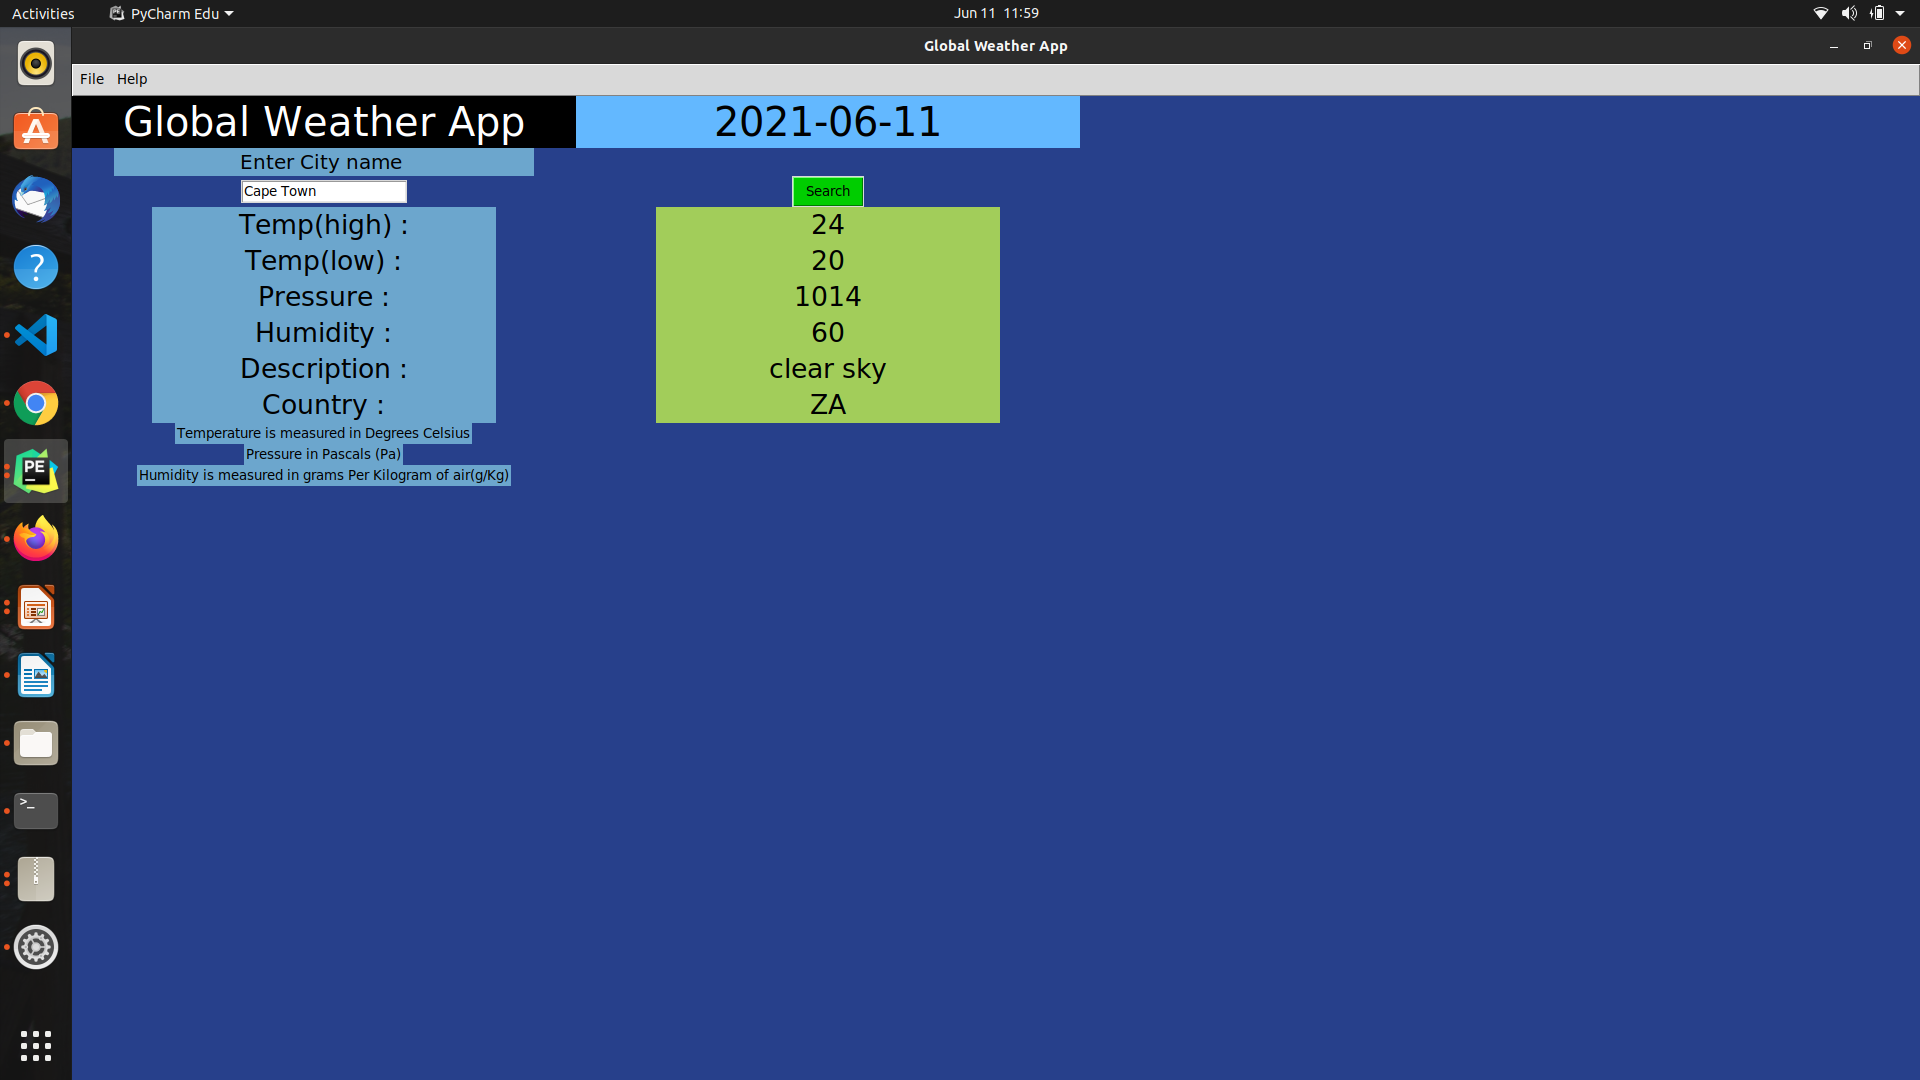 Activities PyCharm Edu Jun 11 11:59
Global Weather App
File Help
Global Weather App 2021-06-11
Enter City name
Cape Town Search
Temp(high) : 24
Temp(low) : 20
Pressure : 1014
Humidity : 60
Description : clear sky
Country : ZA
Temperature is measured in Degrees Celsius
Pressure in Pascals (Pa)
Humidity is measured in grams Per Kilogram of air(g/Kg)
PE
>_